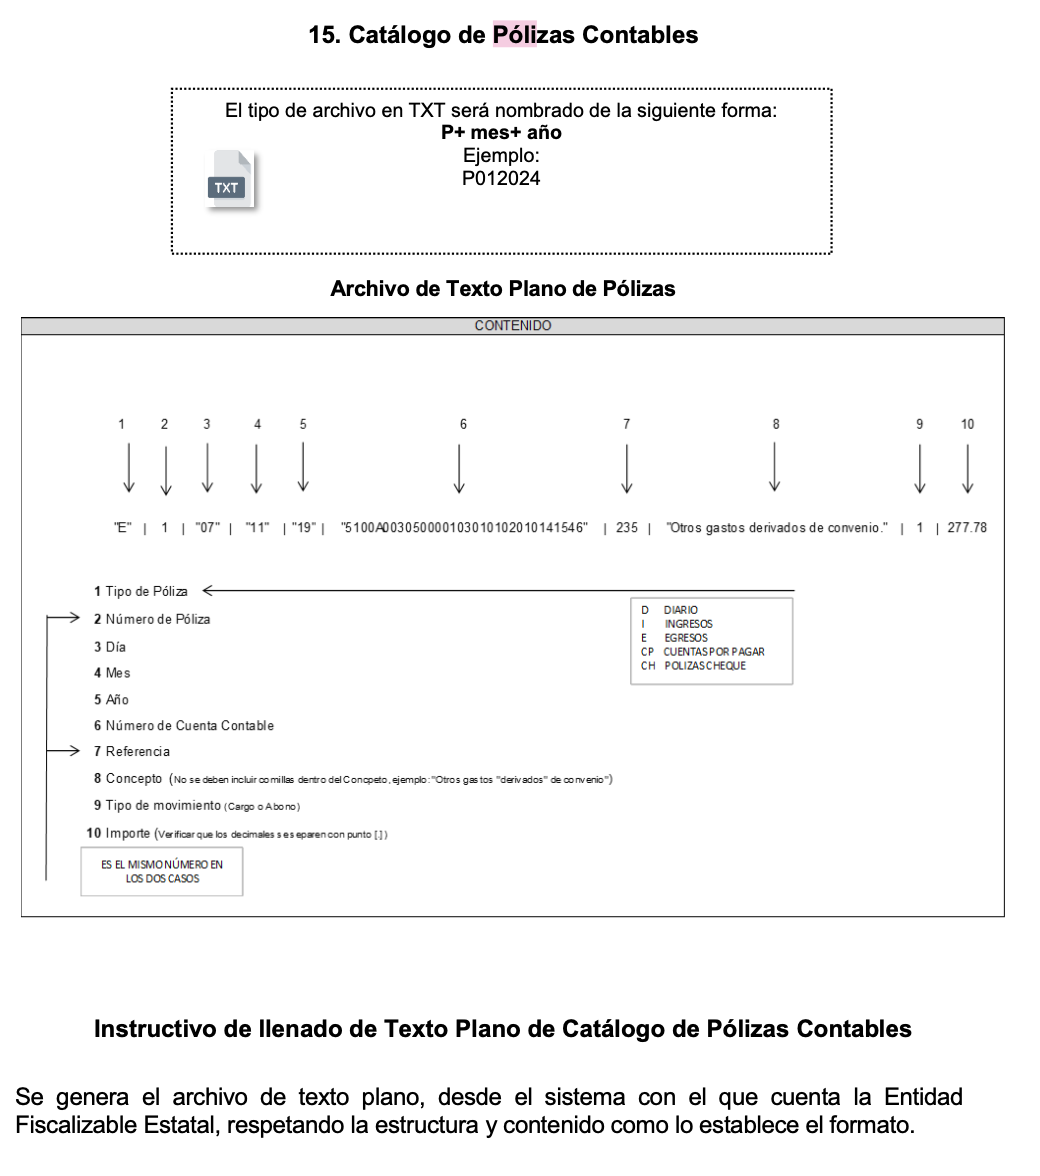 15. Catálogo de Pólizas Contables
El tipo de archivo en TXT será nombrado de la siguiente forma:
P+ mes+ año
Ejemplo:
P012024
TXT
Archivo de Texto Plano de Pólizas
CONTENIDO
1 2 3 4 5 6 7 8 9 10
"E" | 1 | "07" | "11" | "19" | "5100A003050000103010102010141546" | 235 | "Otros gastos derivados de convenio." | 1 | 277.78
1 Tipo de Póliza
2 Número de Póliza
3 Día
4 Mes
5 Año
6 Número de Cuenta Contable
7 Referencia
8 Concepto (No se deben incluir comillas dentro del Concpeto, ejemplo: "Otros gastos "derivados" de convenio")
9 Tipo de movimiento (Cargo o Abono)
10 Importe (Verificar que los decimales se separen con punto [.])
D DIARIO
I INGRESOS
E EGRESOS
CP CUENTAS POR PAGAR
CH POLIZAS CHEQUE
ES EL MISMO NÚMERO EN
LOS DOS CASOS
Instructivo de llenado de Texto Plano de Catálogo de Pólizas Contables
Se genera el archivo de texto plano, desde el sistema con el que cuenta la Entidad
Fiscalizable Estatal, respetando la estructura y contenido como lo establece el formato.